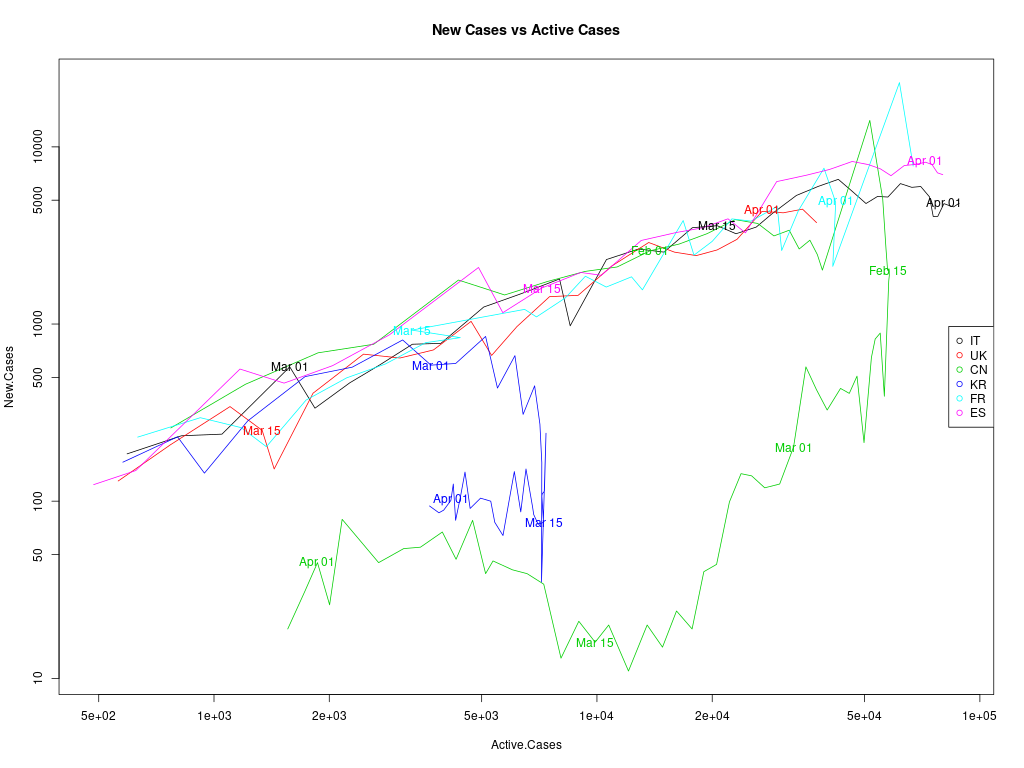 New Cases vs Active Cases
10000
5000
1000
500
100
50
10
New.Cases
Apr 01
Apr 01
Apr 01
Apr 01
Mar 15
Feb 01
Feb 15
Mar 15
Mar 15
Mar 01
Mar 01
Mar 15
Mar 01
Apr 01
Mar 15
Apr 01
Mar 15
IT
UK
CN
KR
FR
ES
5e+02 1e+03 2e+03 5e+03 1e+04 2e+04 5e+04 1e+05
Active.Cases